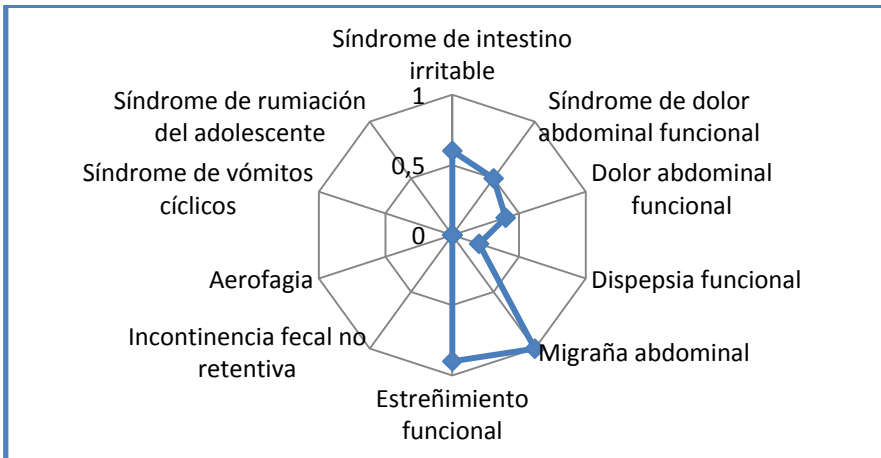 Síndrome de intestino
irritable
Síndrome de dolor
abdominal funcional
Dolor abdominal
funcional
Dispepsia funcional
Migraña abdominal
Estreñimiento
funcional
Incontinencia fecal no
retentiva
Aerofagia
Síndrome de vómitos
cíclicos
Síndrome de rumiación
del adolescente
1
0,5
0